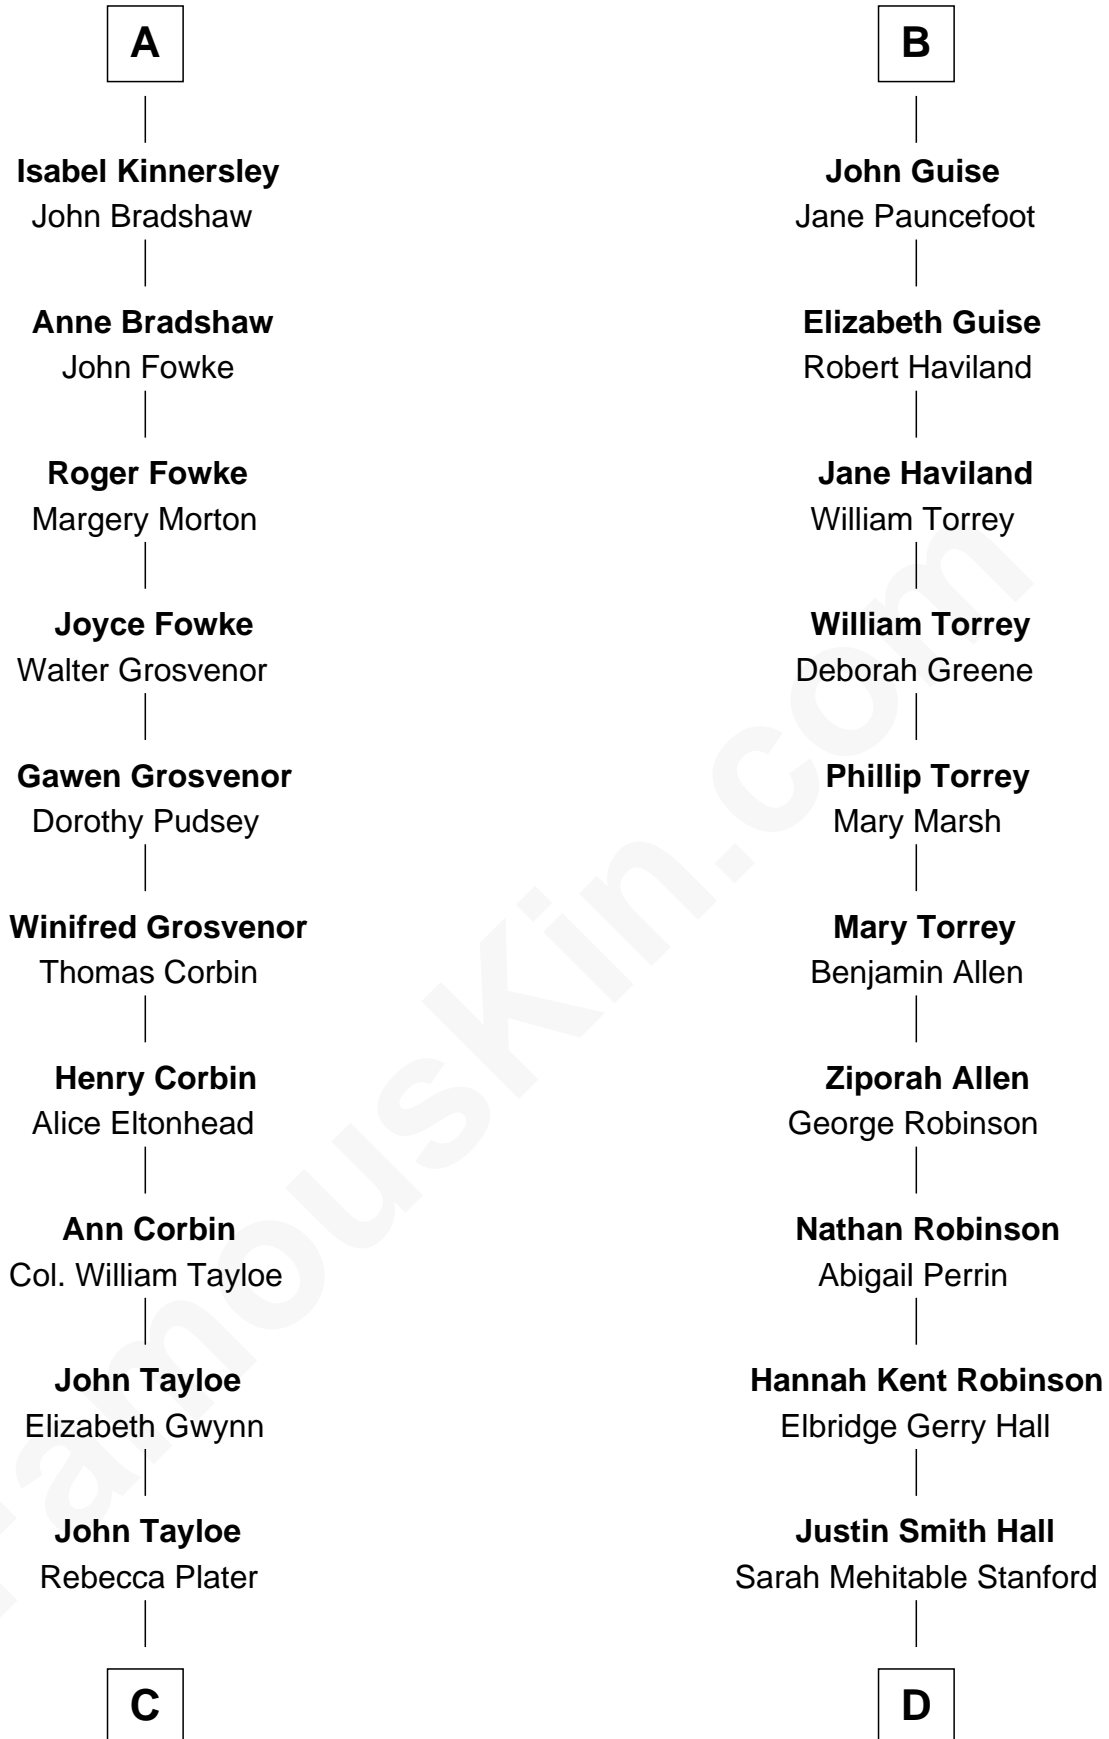 A
Isabel Kinnersley
John Bradshaw
Anne Bradshaw
John Fowke
Roger Fowke
Margery Morton
Joyce Fowke
Walter Grosvenor
Gawen Grosvenor
Dorothy Pudsey
Winifred Grosvenor
Thomas Corbin
Henry Corbin
Alice Eltonhead
Ann Corbin
Col. William Tayloe
John Tayloe
Elizabeth Gwynn
John Tayloe
Rebecca Plater
C
B
John Guise
Jane Pauncefoot
Elizabeth Guise
Robert Haviland
Jane Haviland
William Torrey
William Torrey
Deborah Greene
Phillip Torrey
Mary Marsh
Mary Torrey
Benjamin Allen
Ziporah Allen
George Robinson
Nathan Robinson
Abigail Perrin
Hannah Kent Robinson
Elbridge Gerry Hall
Justin Smith Hall
Sarah Mehitable Stanford
D
FamousKin.com